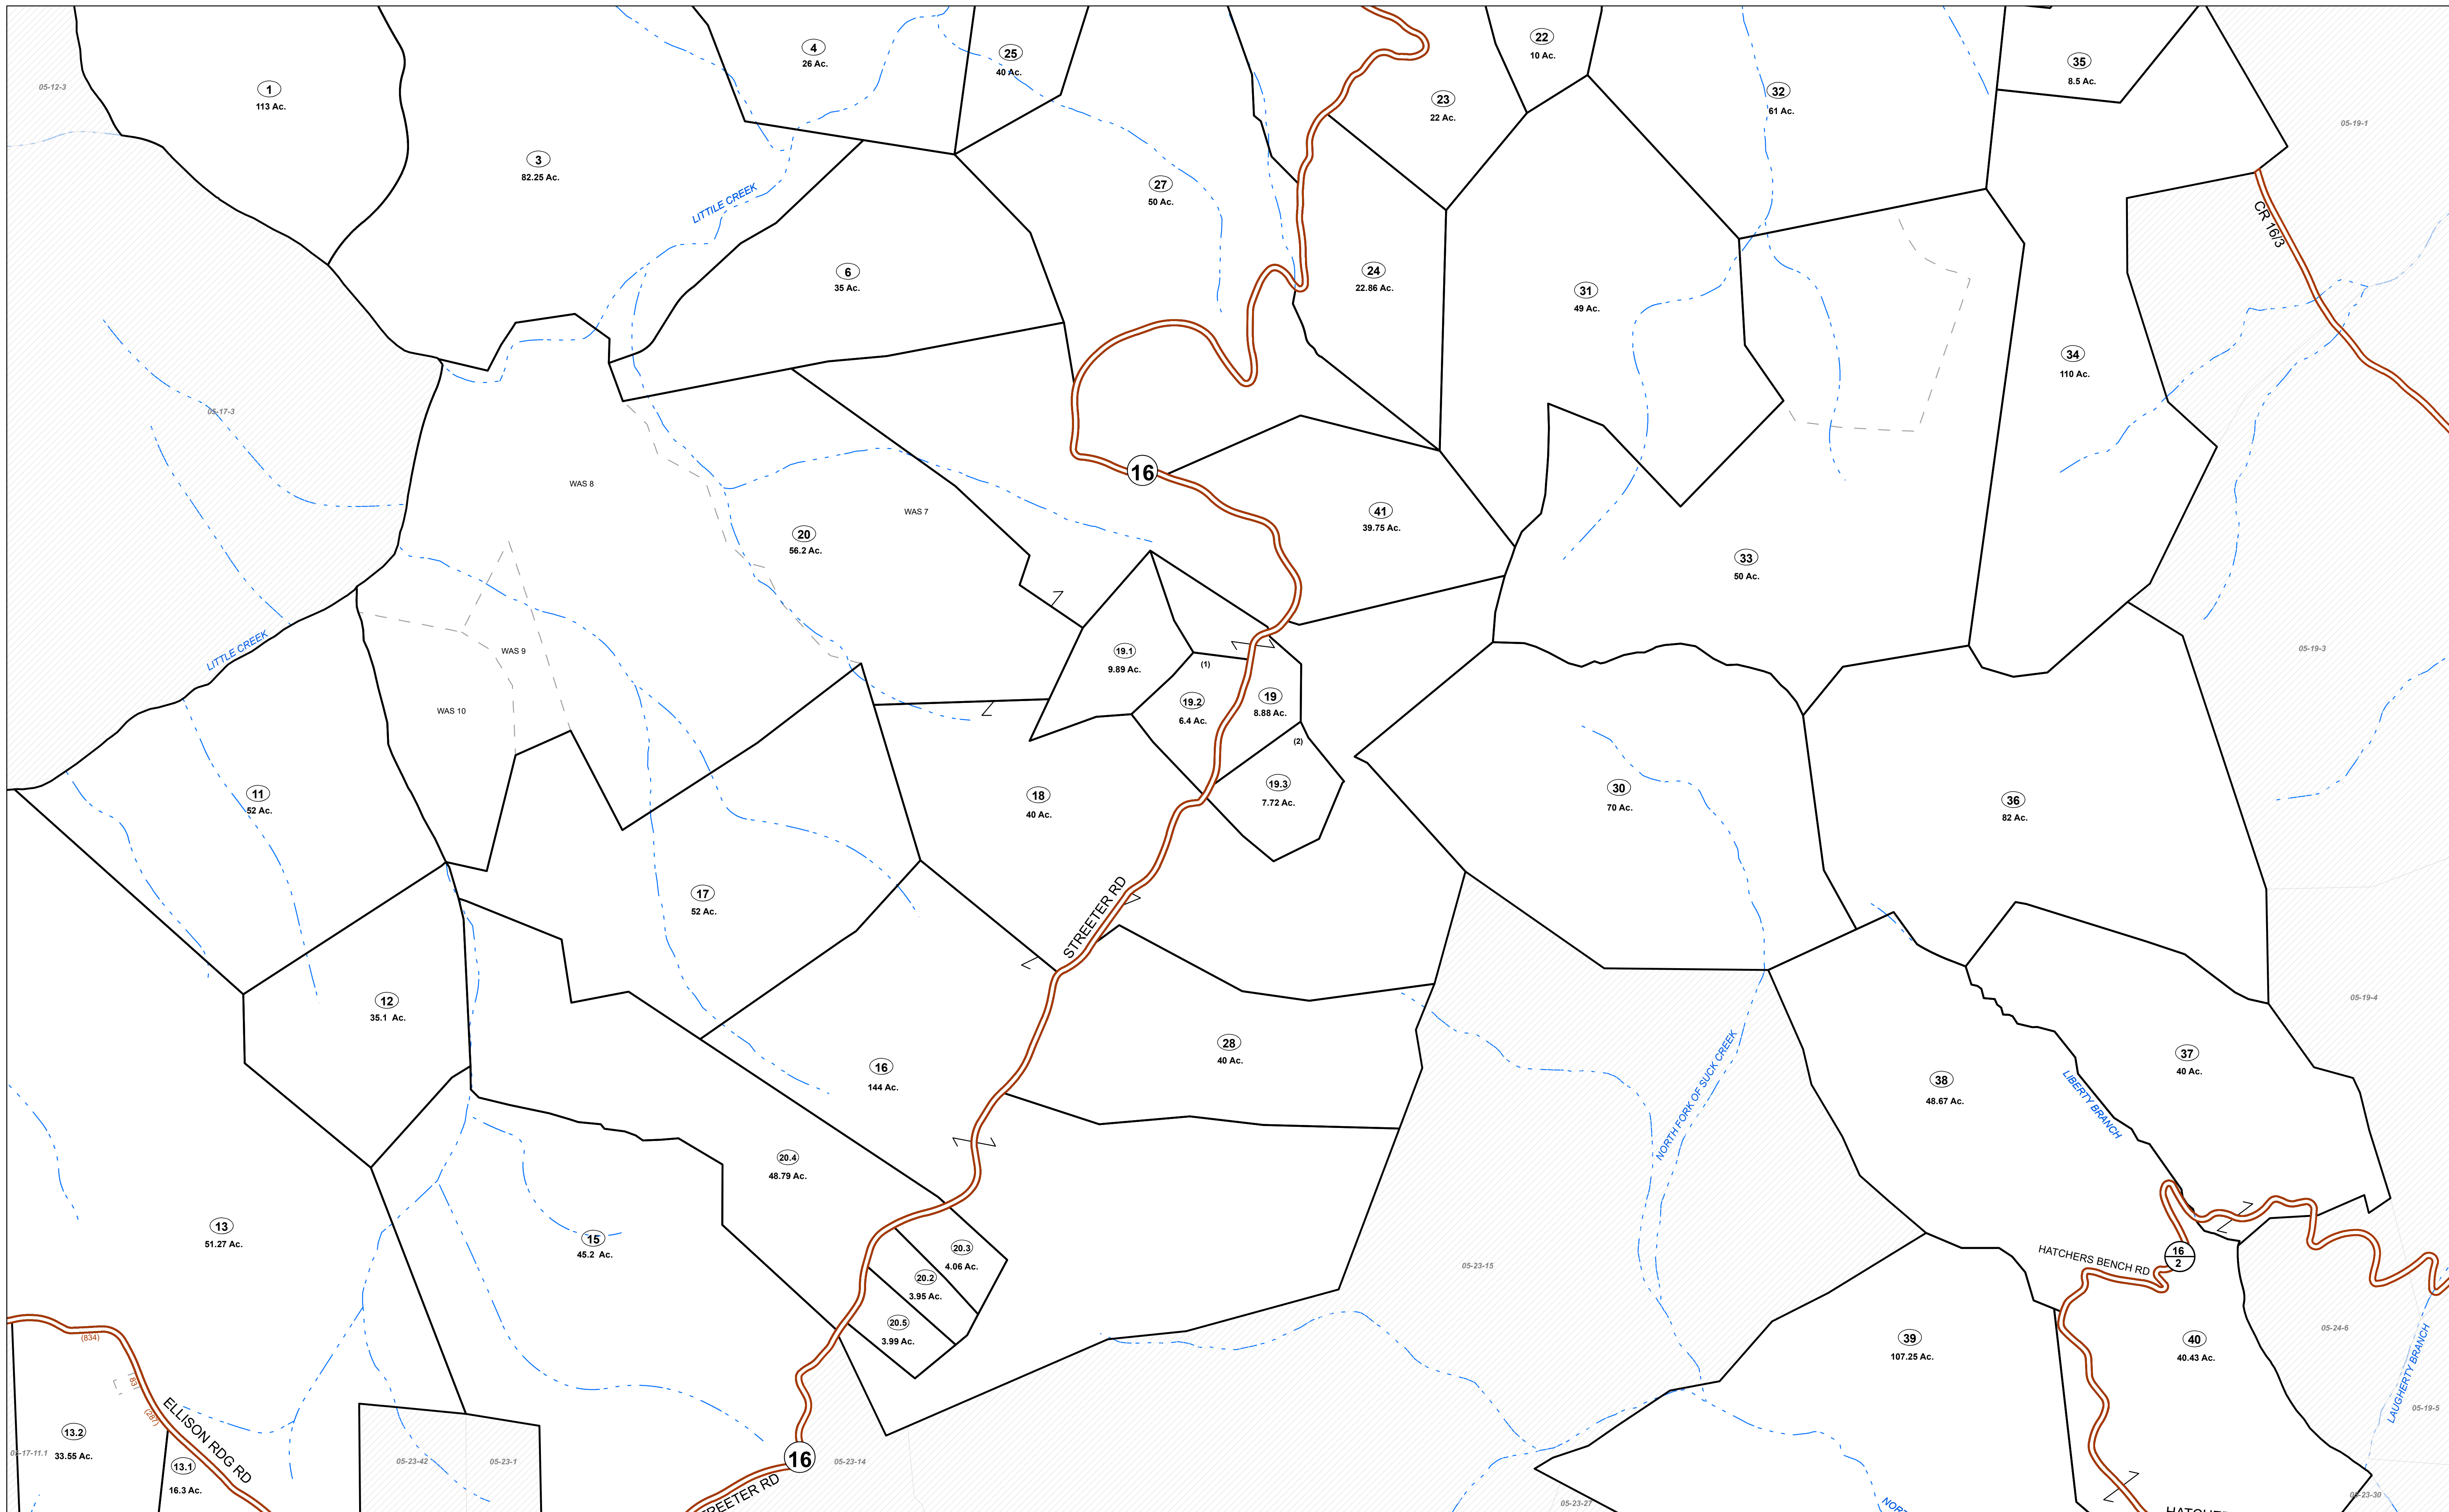 05-12-3
1
113 Ac.
3
82.25 Ac.
4
26 Ac.
25
40 Ac.
22
10 Ac.
23
22 Ac.
32
61 Ac.
35
8.5 Ac.
05-19-1
LITTILE CREEK
27
50 Ac.
6
35 Ac.
24
22.86 Ac.
31
49 Ac.
CR 16/3
34
110 Ac.
05-17-3
WAS 8
WAS 7
20
56.2 Ac.
16
41
39.75 Ac.
33
50 Ac.
LITTLE CREEK
WAS 9
WAS 10
19.1
9.89 Ac.
(1)
19.2
6.4 Ac.
19
8.88 Ac.
(2)
19.3
7.72 Ac.
05-19-3
11
52 Ac.
18
40 Ac.
30
70 Ac.
36
82 Ac.
17
52 Ac.
STREETER RD
12
35.1 Ac.
16
144 Ac.
28
40 Ac.
05-19-4
NORTH FORK OF SUCK CREEK
38
48.67 Ac.
37
40 Ac.
LIBERTY BRANCH
20.4
48.79 Ac.
13
51.27 Ac.
15
45.2 Ac.
20.3
4.06 Ac.
20.2
3.95 Ac.
20.5
3.99 Ac.
05-23-15
HATCHERS BENCH RD
16
2
39
107.25 Ac.
40
40.43 Ac.
05-24-6
LAUGHERTY BRANCH
05-19-5
(834)
(287)
ELLISON RDG RD
13.2
33.55 Ac.
13.1
16.3 Ac.
05-23-42
05-23-1
16
05-23-14
05-23-27
05-23-30